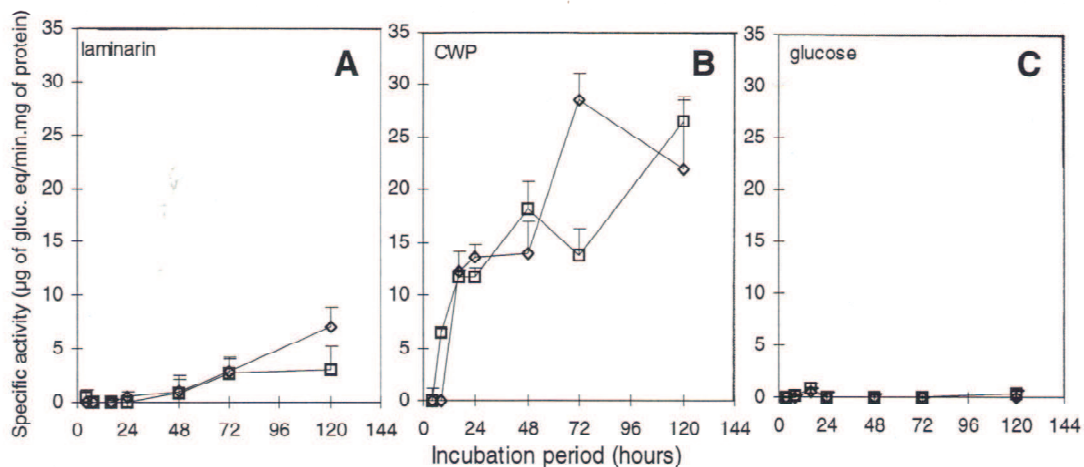 Specific activity (µg of gluc. eq/min.mg of protein)
35
30
25
20
15
10
5
0
laminarin
A
0 24 48 72 96 120 144
35
30
25
20
15
10
5
0
CWP
B
0 24 48 72 96 120 144
35
30
25
20
15
10
5
0
glucose
C
0 24 48 72 96 120 144
Incubation period (hours)